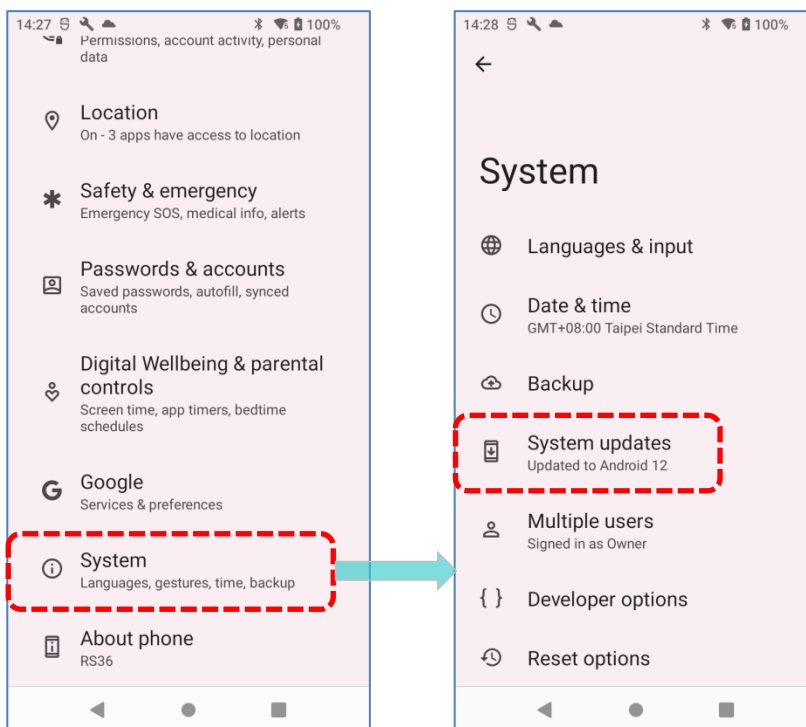 14:27
100%
Permissions, account activity, personal
data
Location
On - 3 apps have access to location
Safety & emergency
Emergency SOS, medical info, alerts
Passwords & accounts
Saved passwords, autofill, synced
accounts
Digital Wellbeing & parental
controls
Screen time, app timers, bedtime
schedules
Google
Services & preferences
System
Languages, gestures, time, backup
About phone
RS36
14:28
100%
System
Languages & input
Date & time
GMT+08:00 Taipei Standard Time
Backup
System updates
Updated to Android 12
Multiple users
Signed in as Owner
Developer options
Reset options